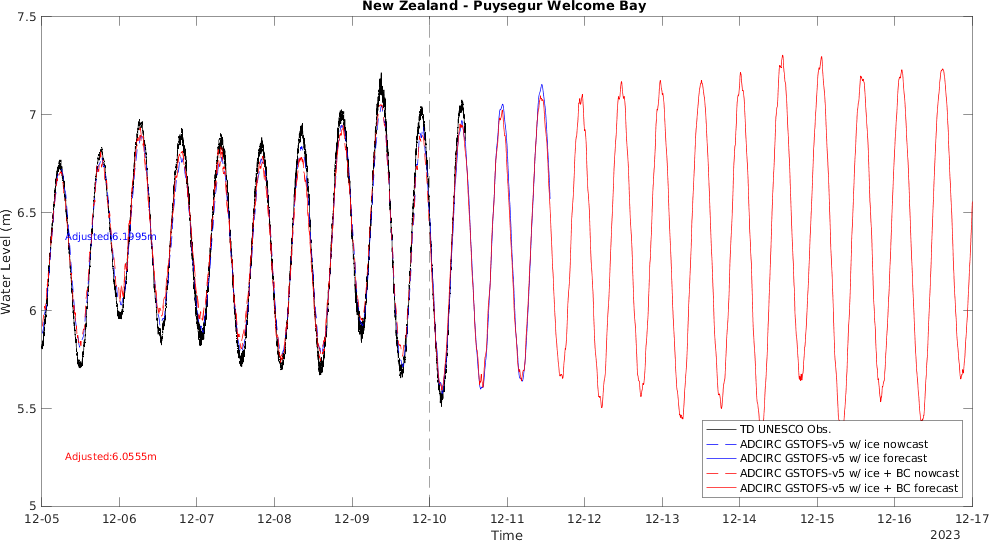 New Zealand - Puysegur Welcome Bay
7.5
7
6.5
6
5.5
5
Water Level (m)
Adjusted:6.1995m
Adjusted:6.0555m
TD UNESCO Obs.
ADCIRC GSTOFS-v5 w/ ice nowcast
ADCIRC GSTOFS-v5 w/ ice forecast
ADCIRC GSTOFS-v5 w/ ice + BC nowcast
ADCIRC GSTOFS-v5 w/ ice + BC forecast
12-05 12-06 12-07 12-08 12-09 12-10 12-11 12-12 12-13 12-14 12-15 12-16 12-17
Time
2023